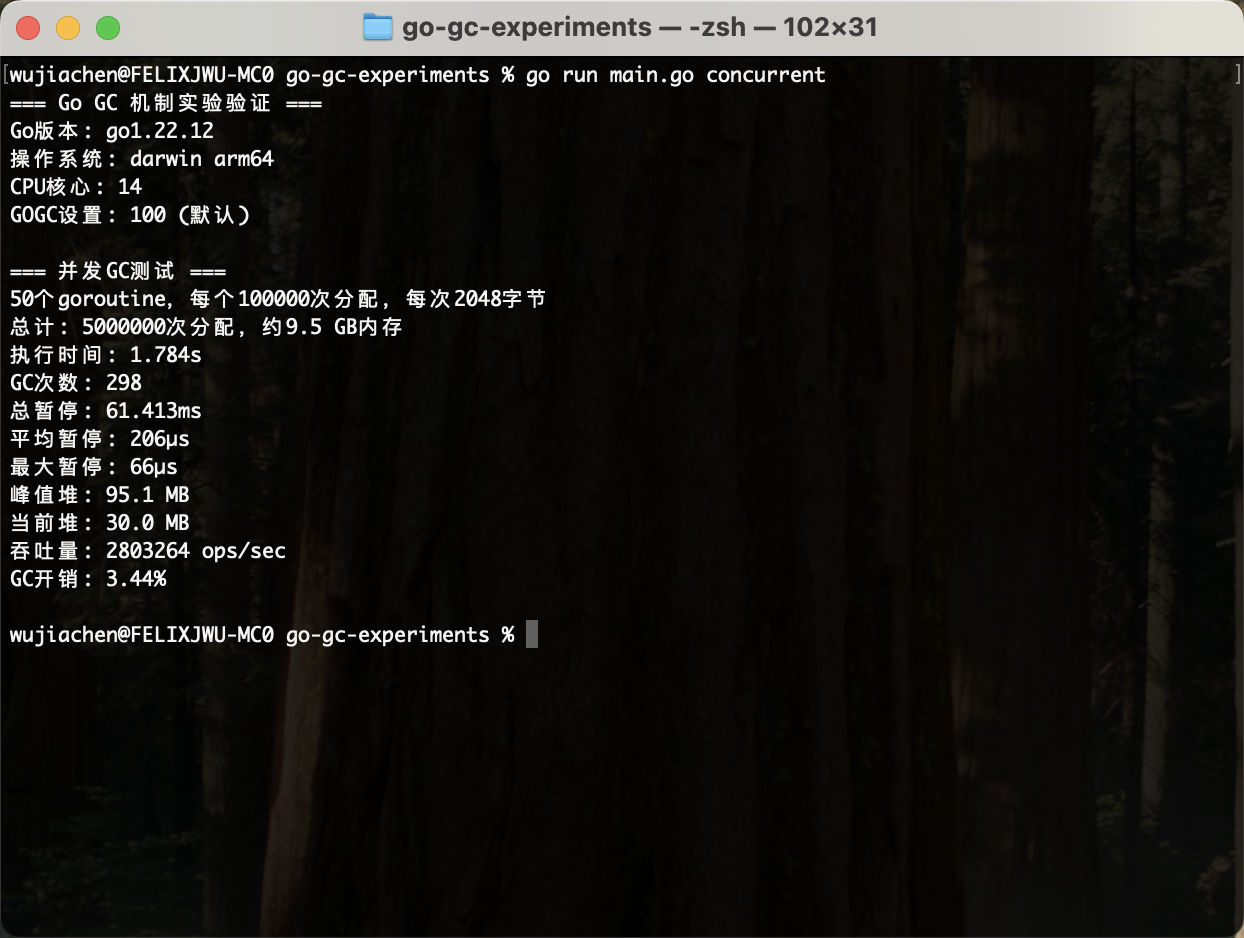 go-gc-experiments — -zsh — 102×31
[wujiachen@FELIXJWU-MC0 go-gc-experiments % go run main.go concurrent ]
=== Go GC 机制实验验证 ===
Go版本: go1.22.12
操作系统: darwin arm64
CPU核心: 14
GOGC设置: 100 (默认)
=== 并发GC测试 ===
50个goroutine, 每个100000次分配, 每次2048字节
总计: 5000000次分配, 约9.5 GB内存
执行时间: 1.784s
GC次数: 298
总暂停: 61.413ms
平均暂停: 206µs
最大暂停: 66µs
峰值堆: 95.1 MB
当前堆: 30.0 MB
吞吐量: 2803264 ops/sec
GC开销: 3.44%
wujiachen@FELIXJWU-MC0 go-gc-experiments %